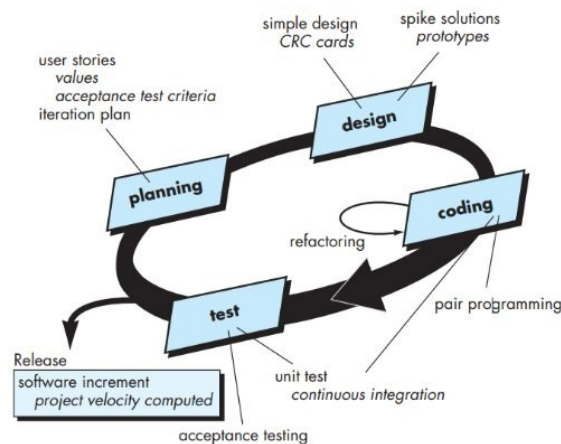 simple design
CRC cards
spike solutions
prototypes
user stories
values
acceptance test criteria
iteration plan
design
planning
coding
refactoring
pair programming
test
Release
software increment
project velocity computed
unit test
continuous integration
acceptance testing